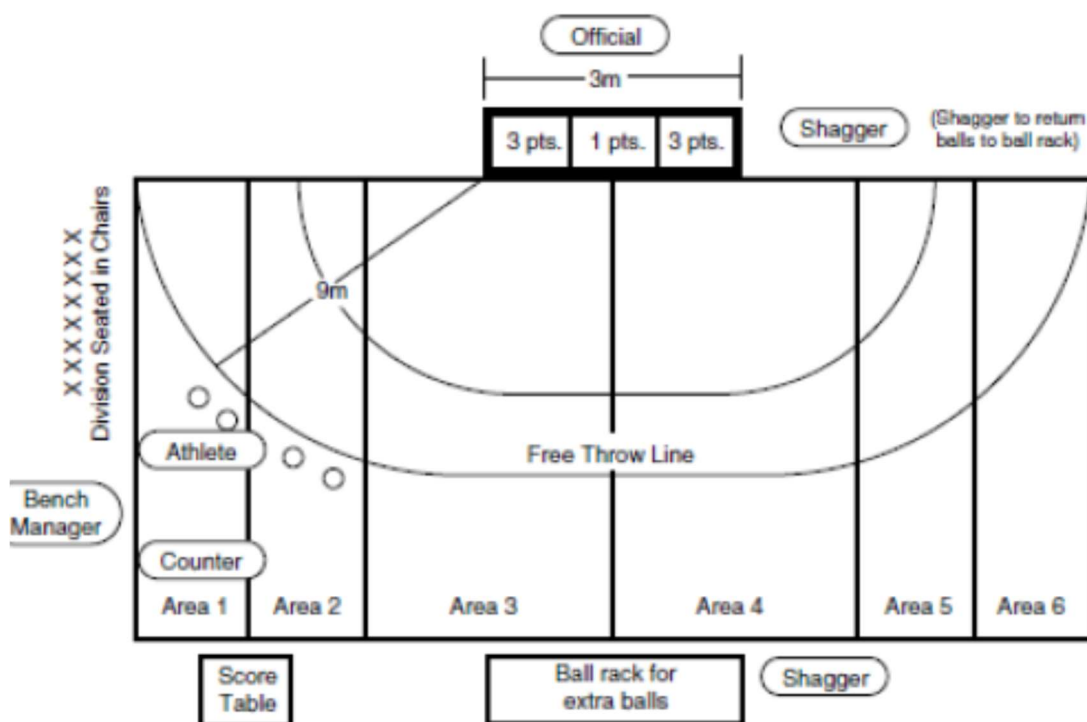 Official
3m
3 pts. 1 pts. 3 pts.
Shagger
(Shagger to return
balls to ball rack)
X X X X X X X X
Division Seated in Chairs
9m
Athlete
Free Throw Line
Bench
Manager
Counter
Area 1 Area 2 Area 3 Area 4 Area 5 Area 6
Score
Table
Ball rack for
extra balls
Shagger